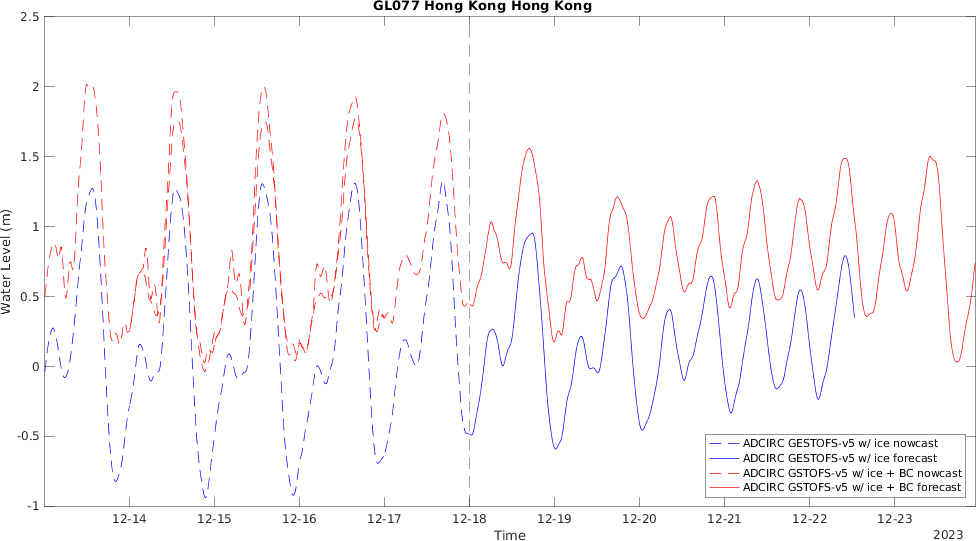 GL077 Hong Kong Hong Kong
2.5
2
1.5
1
0.5
0
-0.5
-1
Water Level (m)
12-14 12-15 12-16 12-17 12-18 12-19 12-20 12-21 12-22 12-23
Time
2023
ADCIRC GESTOFS-v5 w/ ice nowcast
ADCIRC GESTOFS-v5 w/ ice forecast
ADCIRC GSTOFS-v5 w/ ice + BC nowcast
ADCIRC GSTOFS-v5 w/ ice + BC forecast